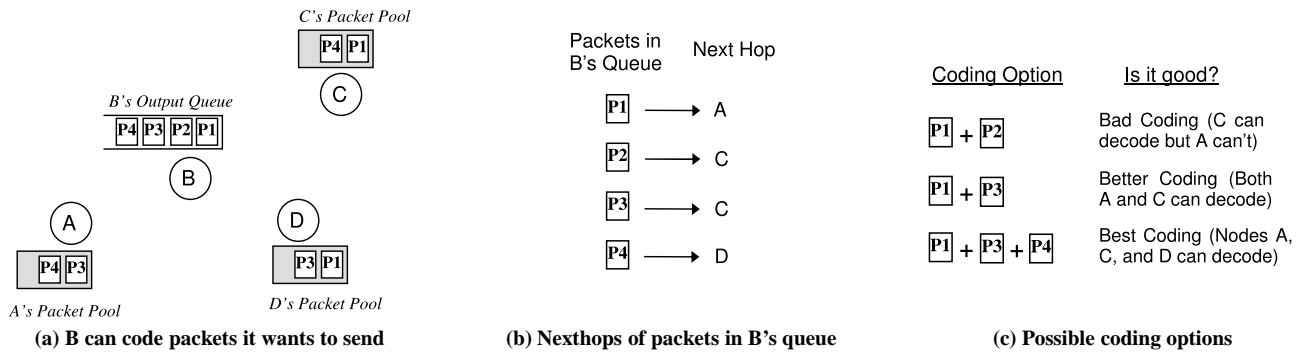 C's Packet Pool
P4 P1
C
B's Output Queue
P4 P3 P2 P1
B
A
P4 P3
A's Packet Pool
D
P3 P1
D's Packet Pool
(a) B can code packets it wants to send
Packets in
B's Queue
Next Hop
P1 A
P2 C
P3 C
P4 D
(b) Nexthops of packets in B's queue
Coding Option
Is it good?
P1 + P2
Bad Coding (C can
decode but A can't)
P1 + P3
Better Coding (Both
A and C can decode)
P1 + P3 + P4
Best Coding (Nodes A,
C, and D can decode)
(c) Possible coding options